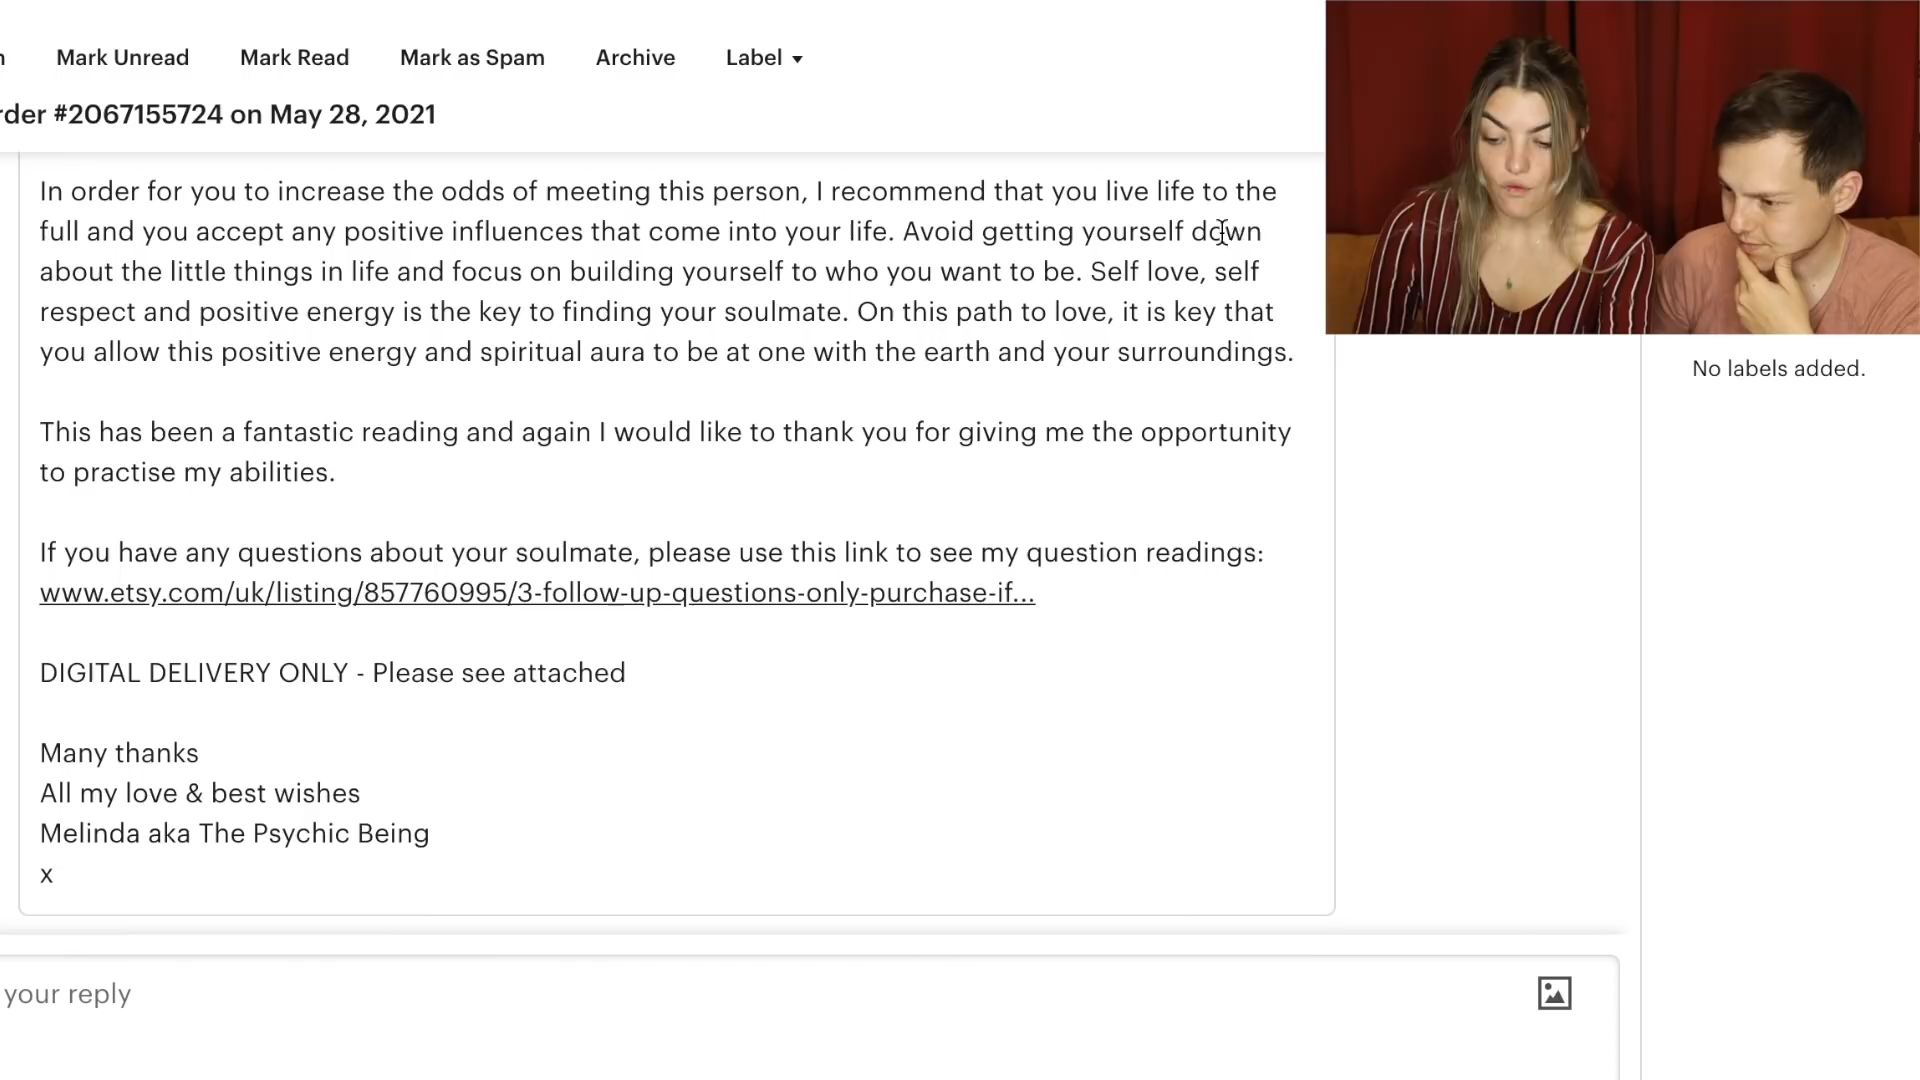 Mark Unread Mark Read Mark as Spam Archive Label
rder #2067155724 on May 28, 2021
In order for you to increase the odds of meeting this person, I recommend that you live life to the
full and you accept any positive influences that come into your life. Avoid getting yourself down
about the little things in life and focus on building yourself to who you want to be. Self love, self
respect and positive energy is the key to finding your soulmate. On this path to love, it is key that
you allow this positive energy and spiritual aura to be at one with the earth and your surroundings.
No labels added.
This has been a fantastic reading and again I would like to thank you for giving me the opportunity
to practise my abilities.
If you have any questions about your soulmate, please use this link to see my question readings:
www.etsy.com/uk/listing/857760995/3-follow-up-questions-only-purchase-if...
DIGITAL DELIVERY ONLY - Please see attached
Many thanks
All my love & best wishes
Melinda aka The Psychic Being
x
your reply